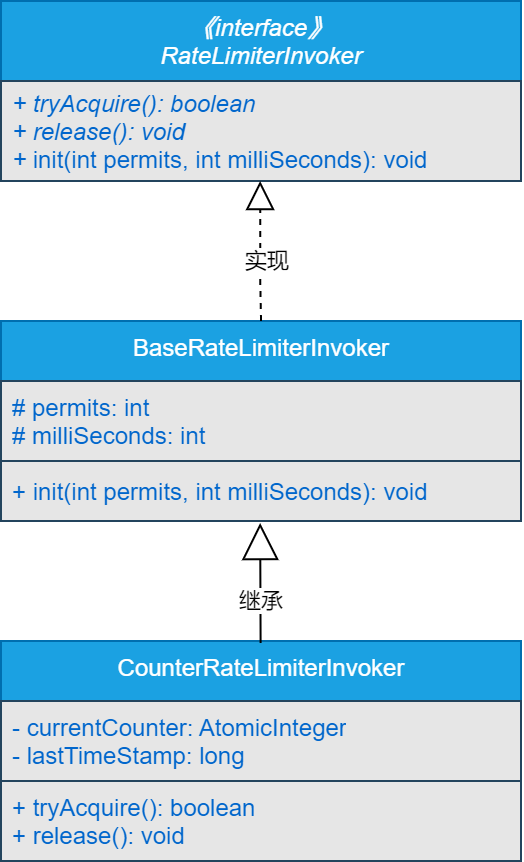 《interface》
RateLimiterInvoker
+ tryAcquire(): boolean
+ release(): void
+ init(int permits, int milliSeconds): void
实现
BaseRateLimiterInvoker
# permits: int
# milliSeconds: int
+ init(int permits, int milliSeconds): void
继承
CounterRateLimiterInvoker
- currentCounter: AtomicInteger
- lastTimeStamp: long
+ tryAcquire(): boolean
+ release(): void